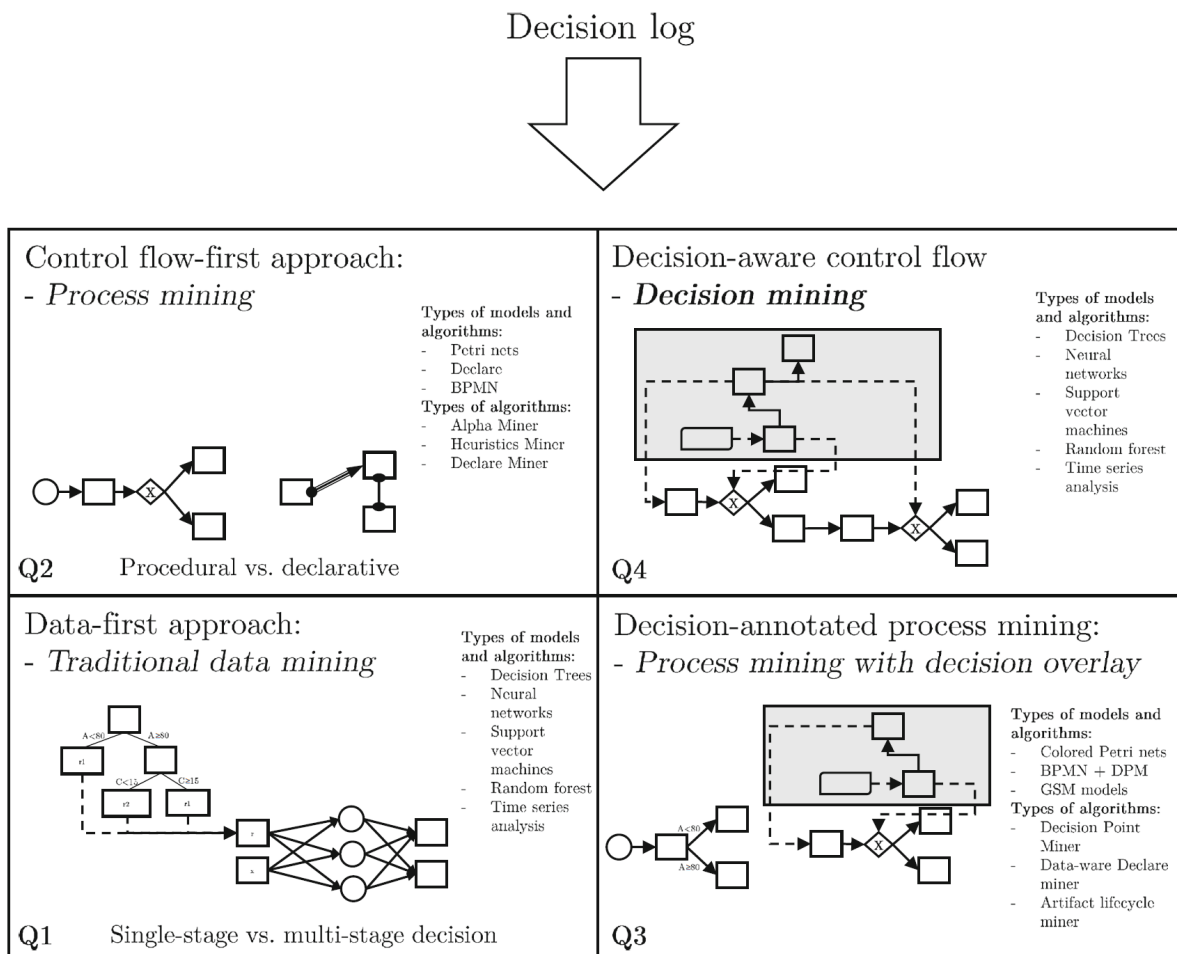 Decision log
Control flow-first approach:
- Process mining
Types of models and
algorithms:
- Petri nets
- Declare
- BPMN
Types of algorithms:
- Alpha Miner
- Heuristics Miner
- Declare Miner
X
Q2
Procedural vs. declarative
Decision-aware control flow
- Decision mining
Types of models
and algorithms:
- Decision Trees
- Neural
networks
- Support
vector
machines
- Random forest
- Time series
analysis
X
X
Q4
Data-first approach:
- Traditional data mining
Types of models
and algorithms:
- Decision Trees
- Neural
networks
- Support
vector
machines
- Random forest
- Time series
analysis
A<80
A≥80
r1
C<15
C≥15
r2
r1
Q1
Single-stage vs. multi-stage decision
Decision-annotated process mining:
- Process mining with decision overlay
Types of models and
algorithms:
- Colored Petri nets
- BPMN + DPM
- GSM models
Types of algorithms:
- Decision Point
Miner
- Data-ware Declare
miner
- Artifact lifecycle
miner
A<80
A≥80
X
Q3